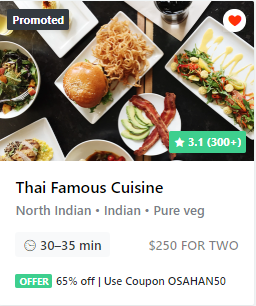 Promoted
3.1 (300+)
Thai Famous Cuisine
North Indian • Indian • Pure veg
30–35 min $250 FOR TWO
OFFER 65% off | Use Coupon OSAHAN50